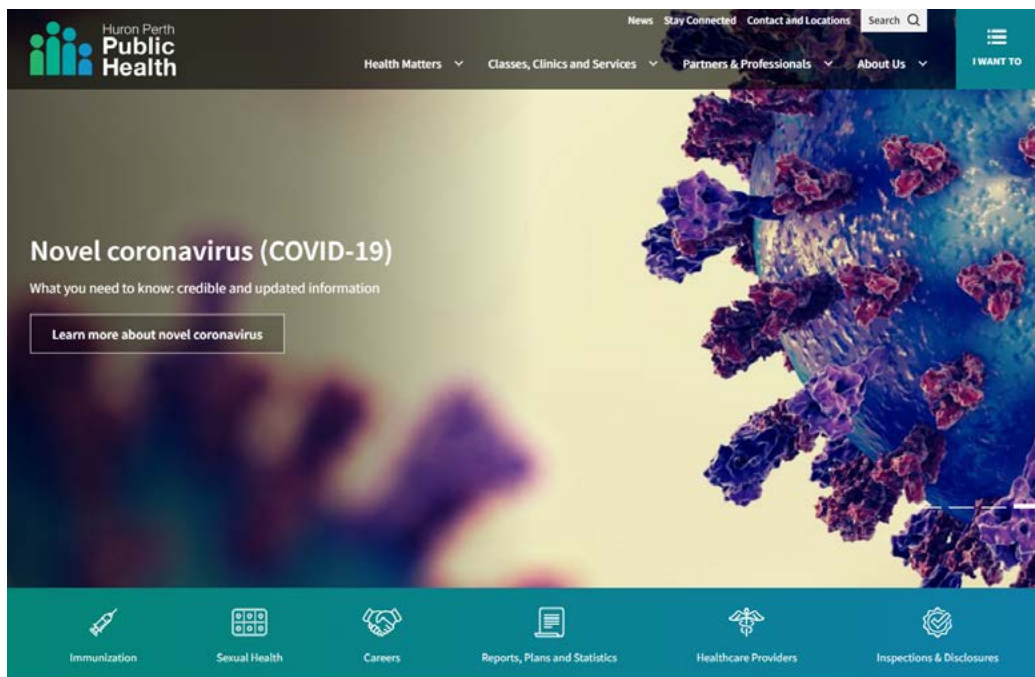 Huron Perth
Public
Health
News Stay Connected Contact and Locations Search
Health Matters Classes, Clinics and Services Partners & Professionals About Us
I WANT TO
Novel coronavirus (COVID-19)
What you need to know: credible and updated information
Learn more about novel coronavirus
Immunization Sexual Health Careers Reports, Plans and Statistics Healthcare Providers Inspections & Disclosures